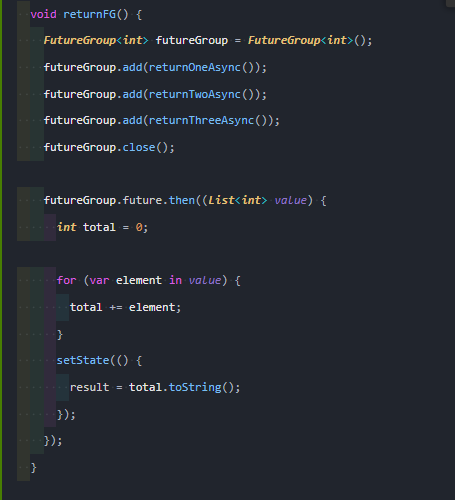 void returnFG() {
FutureGroup<int> futureGroup = FutureGroup<int>();
futureGroup.add(returnOneAsync());
futureGroup.add(returnTwoAsync());
futureGroup.add(returnThreeAsync());
futureGroup.close();
futureGroup.future.then((List<int> value) {
int total = 0;
for (var element in value) {
total += element;
}
setState(() {
result = total.toString();
});
});
}